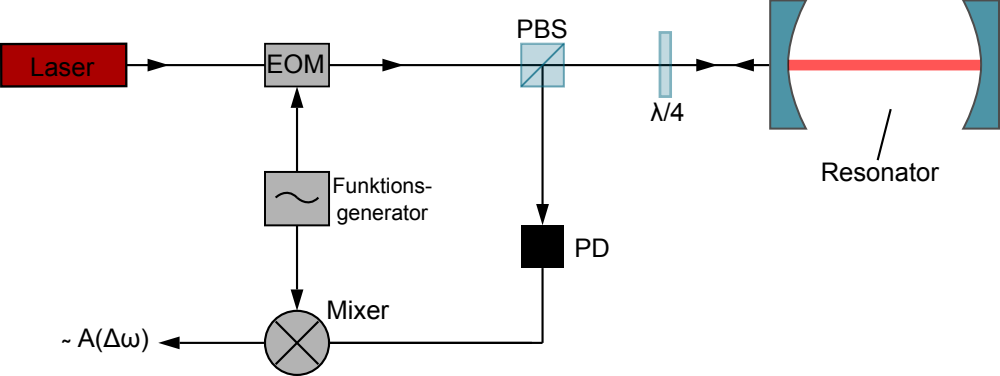 PBS
Laser
EOM
λ/4
Resonator
Funktions-
generator
PD
Mixer
~ A(Δω)